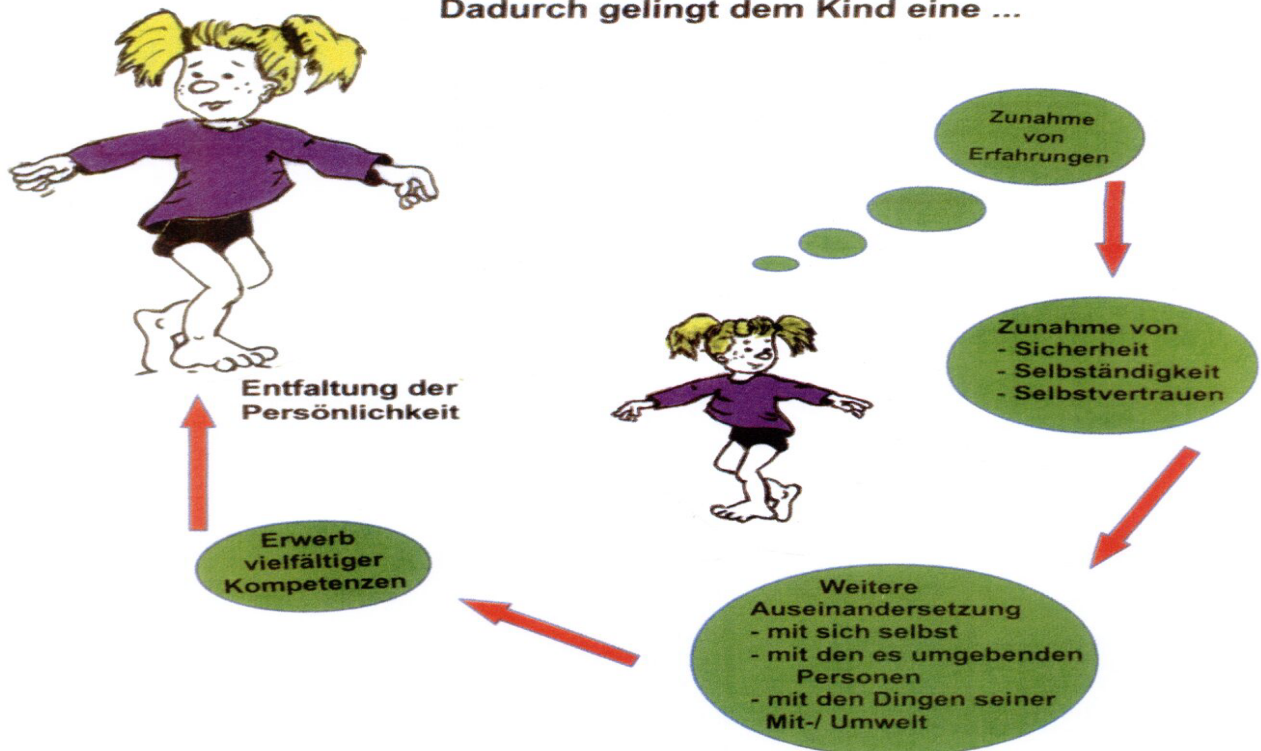 Dadurch gelingt dem Kind eine ...
Zunahme
von
Erfahrungen
Zunahme von
- Sicherheit
- Selbständigkeit
- Selbstvertrauen
Weitere
Auseinandersetzung
- mit sich selbst
- mit den es umgebenden
Personen
- mit den Dingen seiner
Mit-/ Umwelt
Erwerb
vielfältiger
Kompetenzen
Entfaltung der
Persönlichkeit